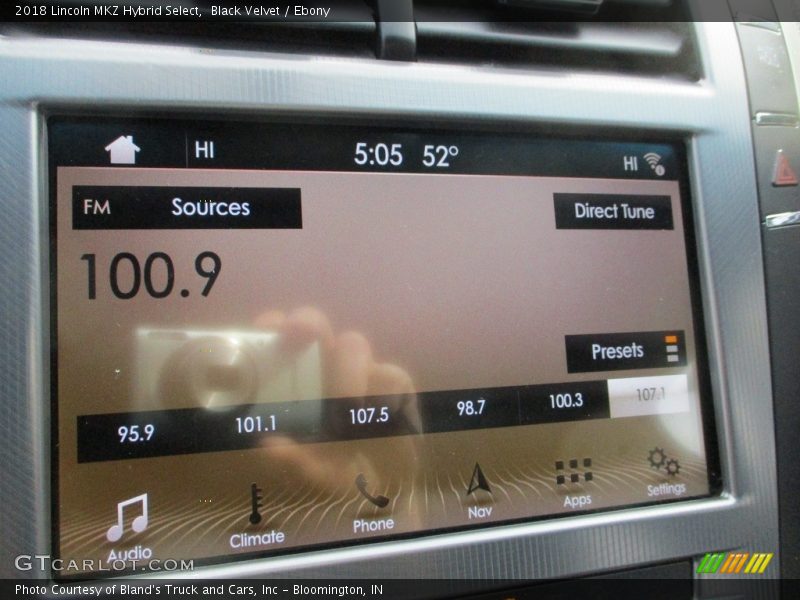 2018 Lincoln MKZ Hybrid Select, Black Velvet / Ebony
HI 5:05 52° HI
FM Sources Direct Tune
100.9
Presets
95.9 101.1 107.5 98.7 100.3 107.1
Audio Climate Phone Nav Apps Settings
GTCARLOT.COM
Photo Courtesy of Bland's Truck and Cars, Inc – Bloomington, IN